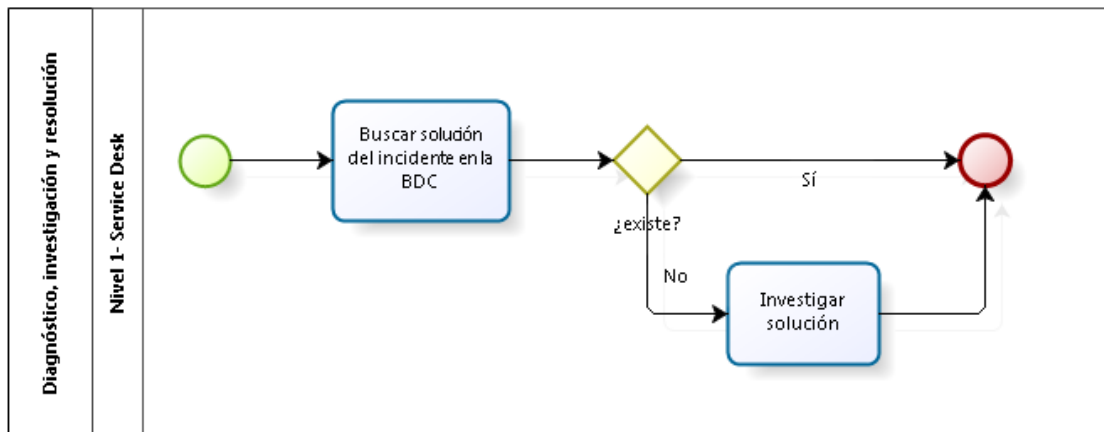 Diagnóstico, investigación y resolución
Nivel 1- Service Desk
Buscar solución
del incidente en la
BDC
¿existe?
Sí
No
Investigar
solución